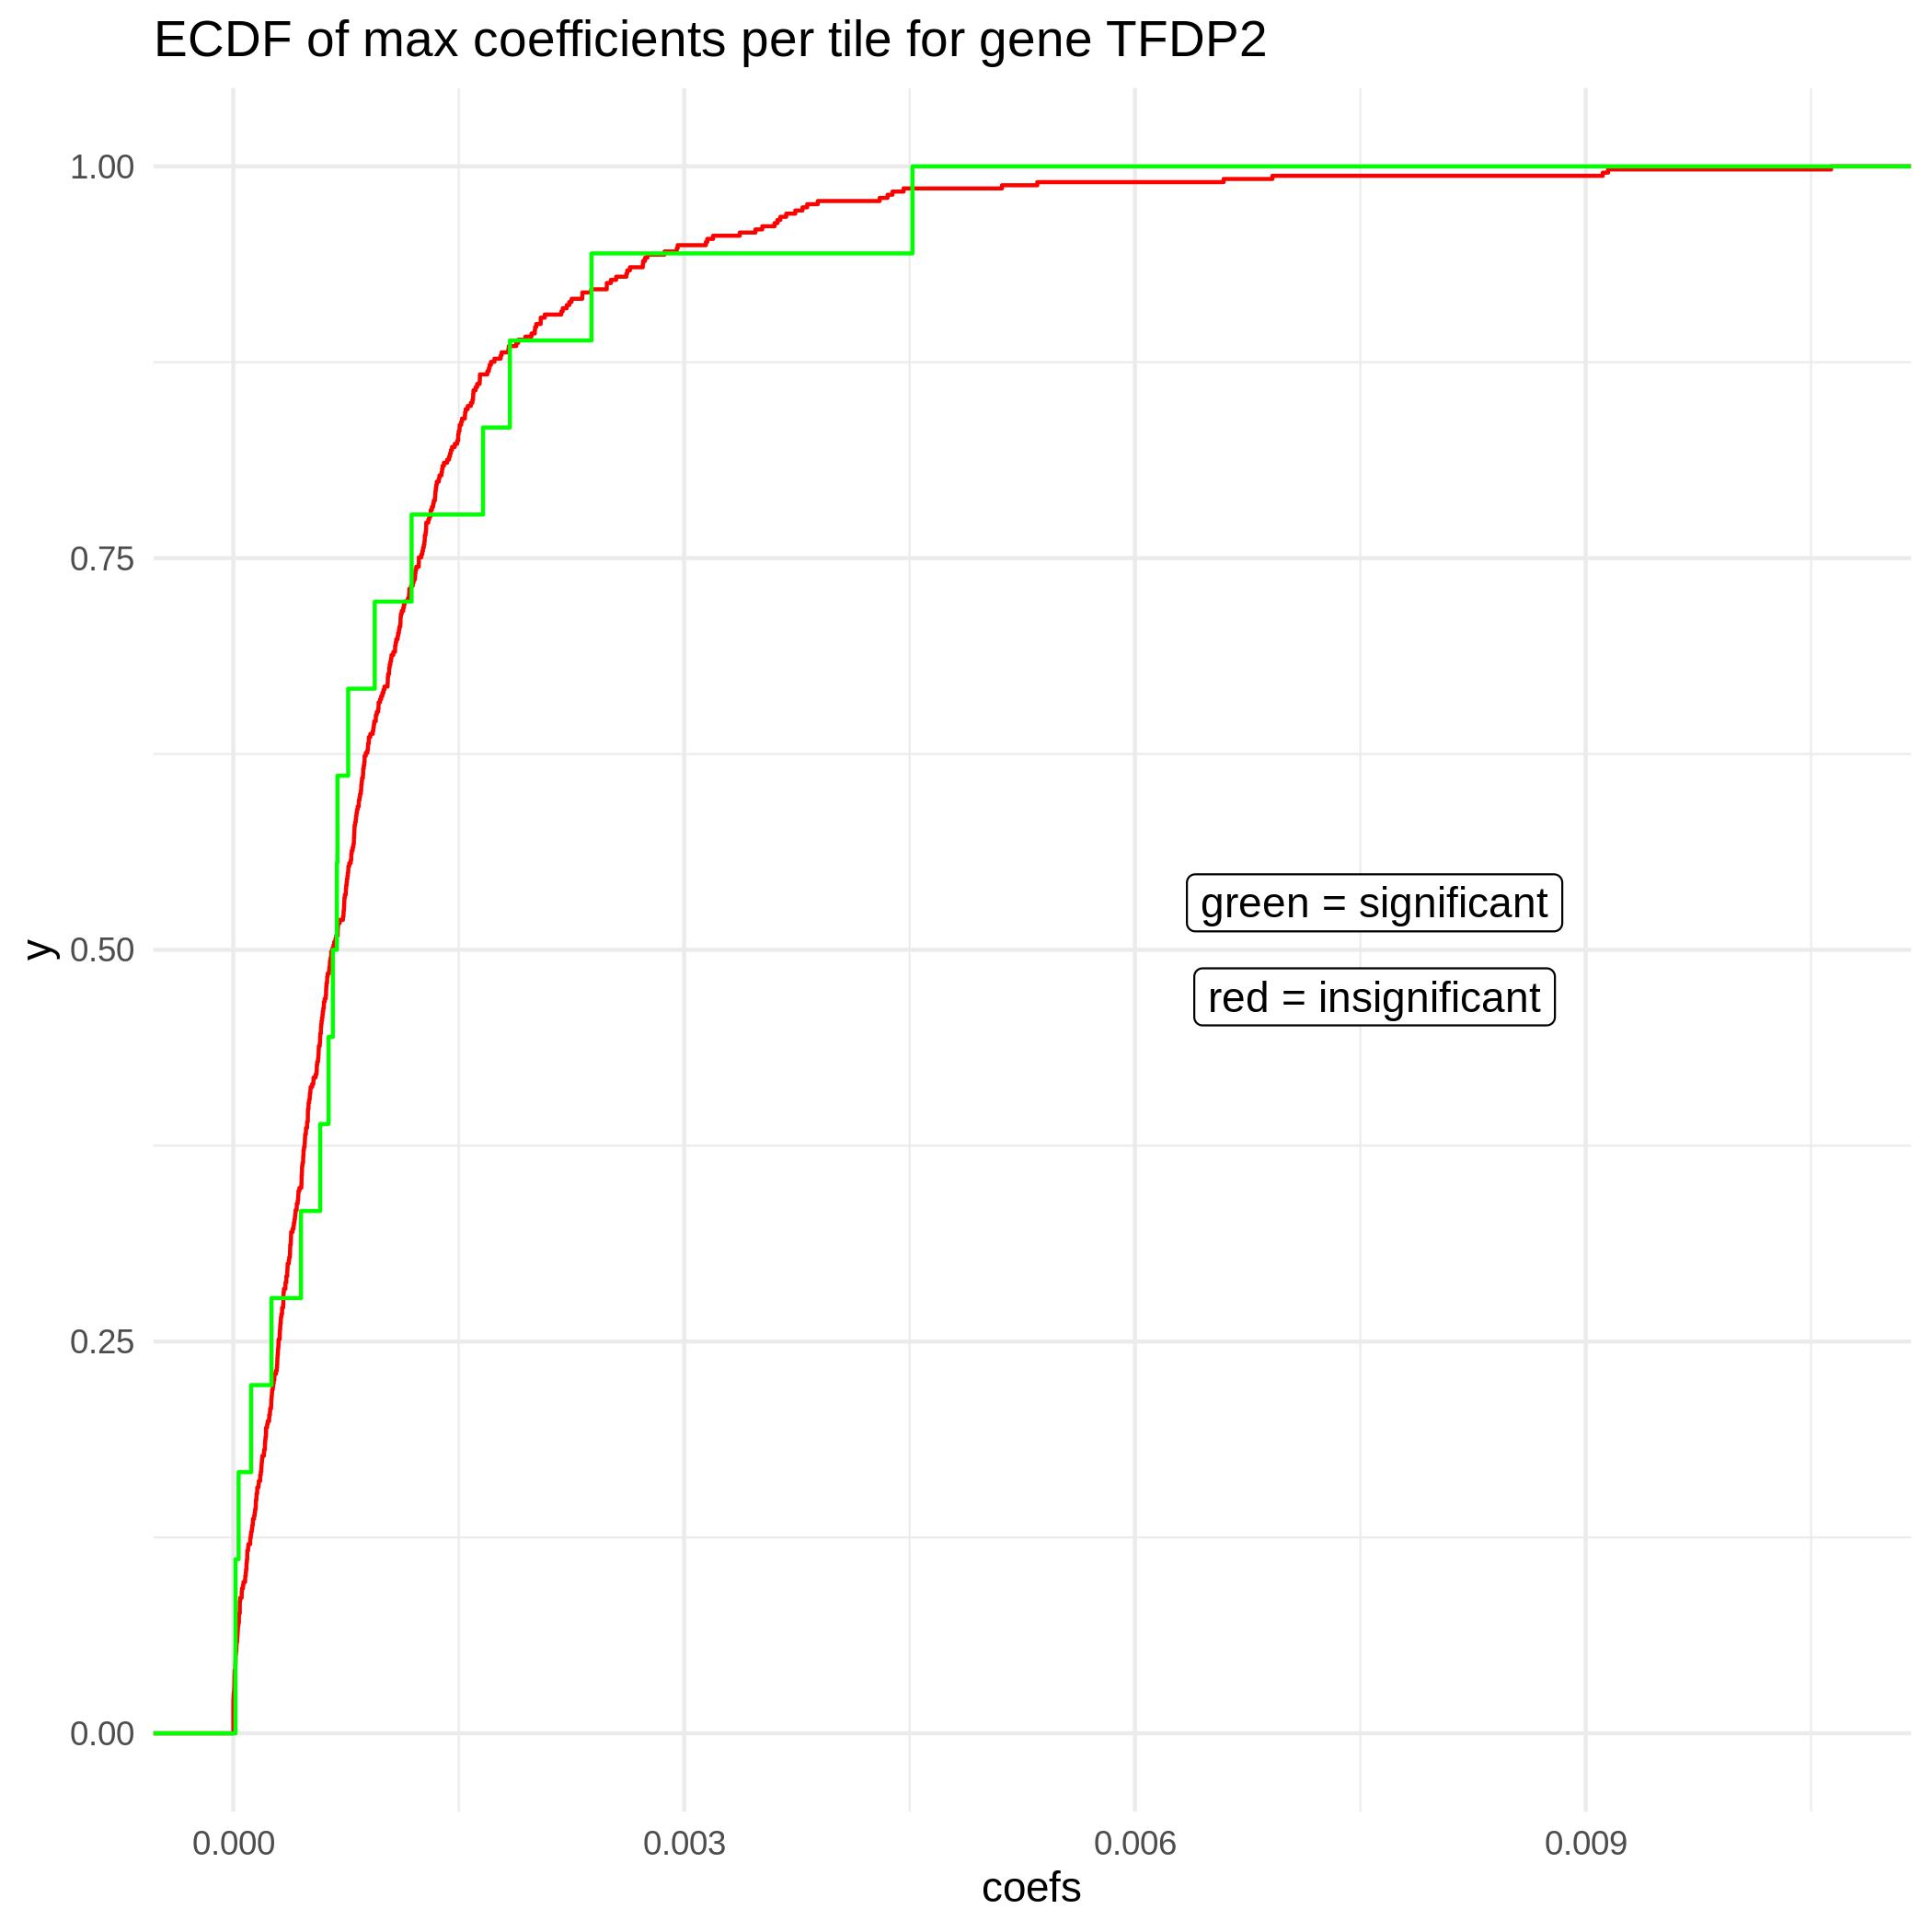 ECDF of max coefficients per tile for gene TFDP2
1.00
0.75
0.50
0.25
0.00
y
green = significant
red = insignificant
0.000 0.003 0.006 0.009
coefs